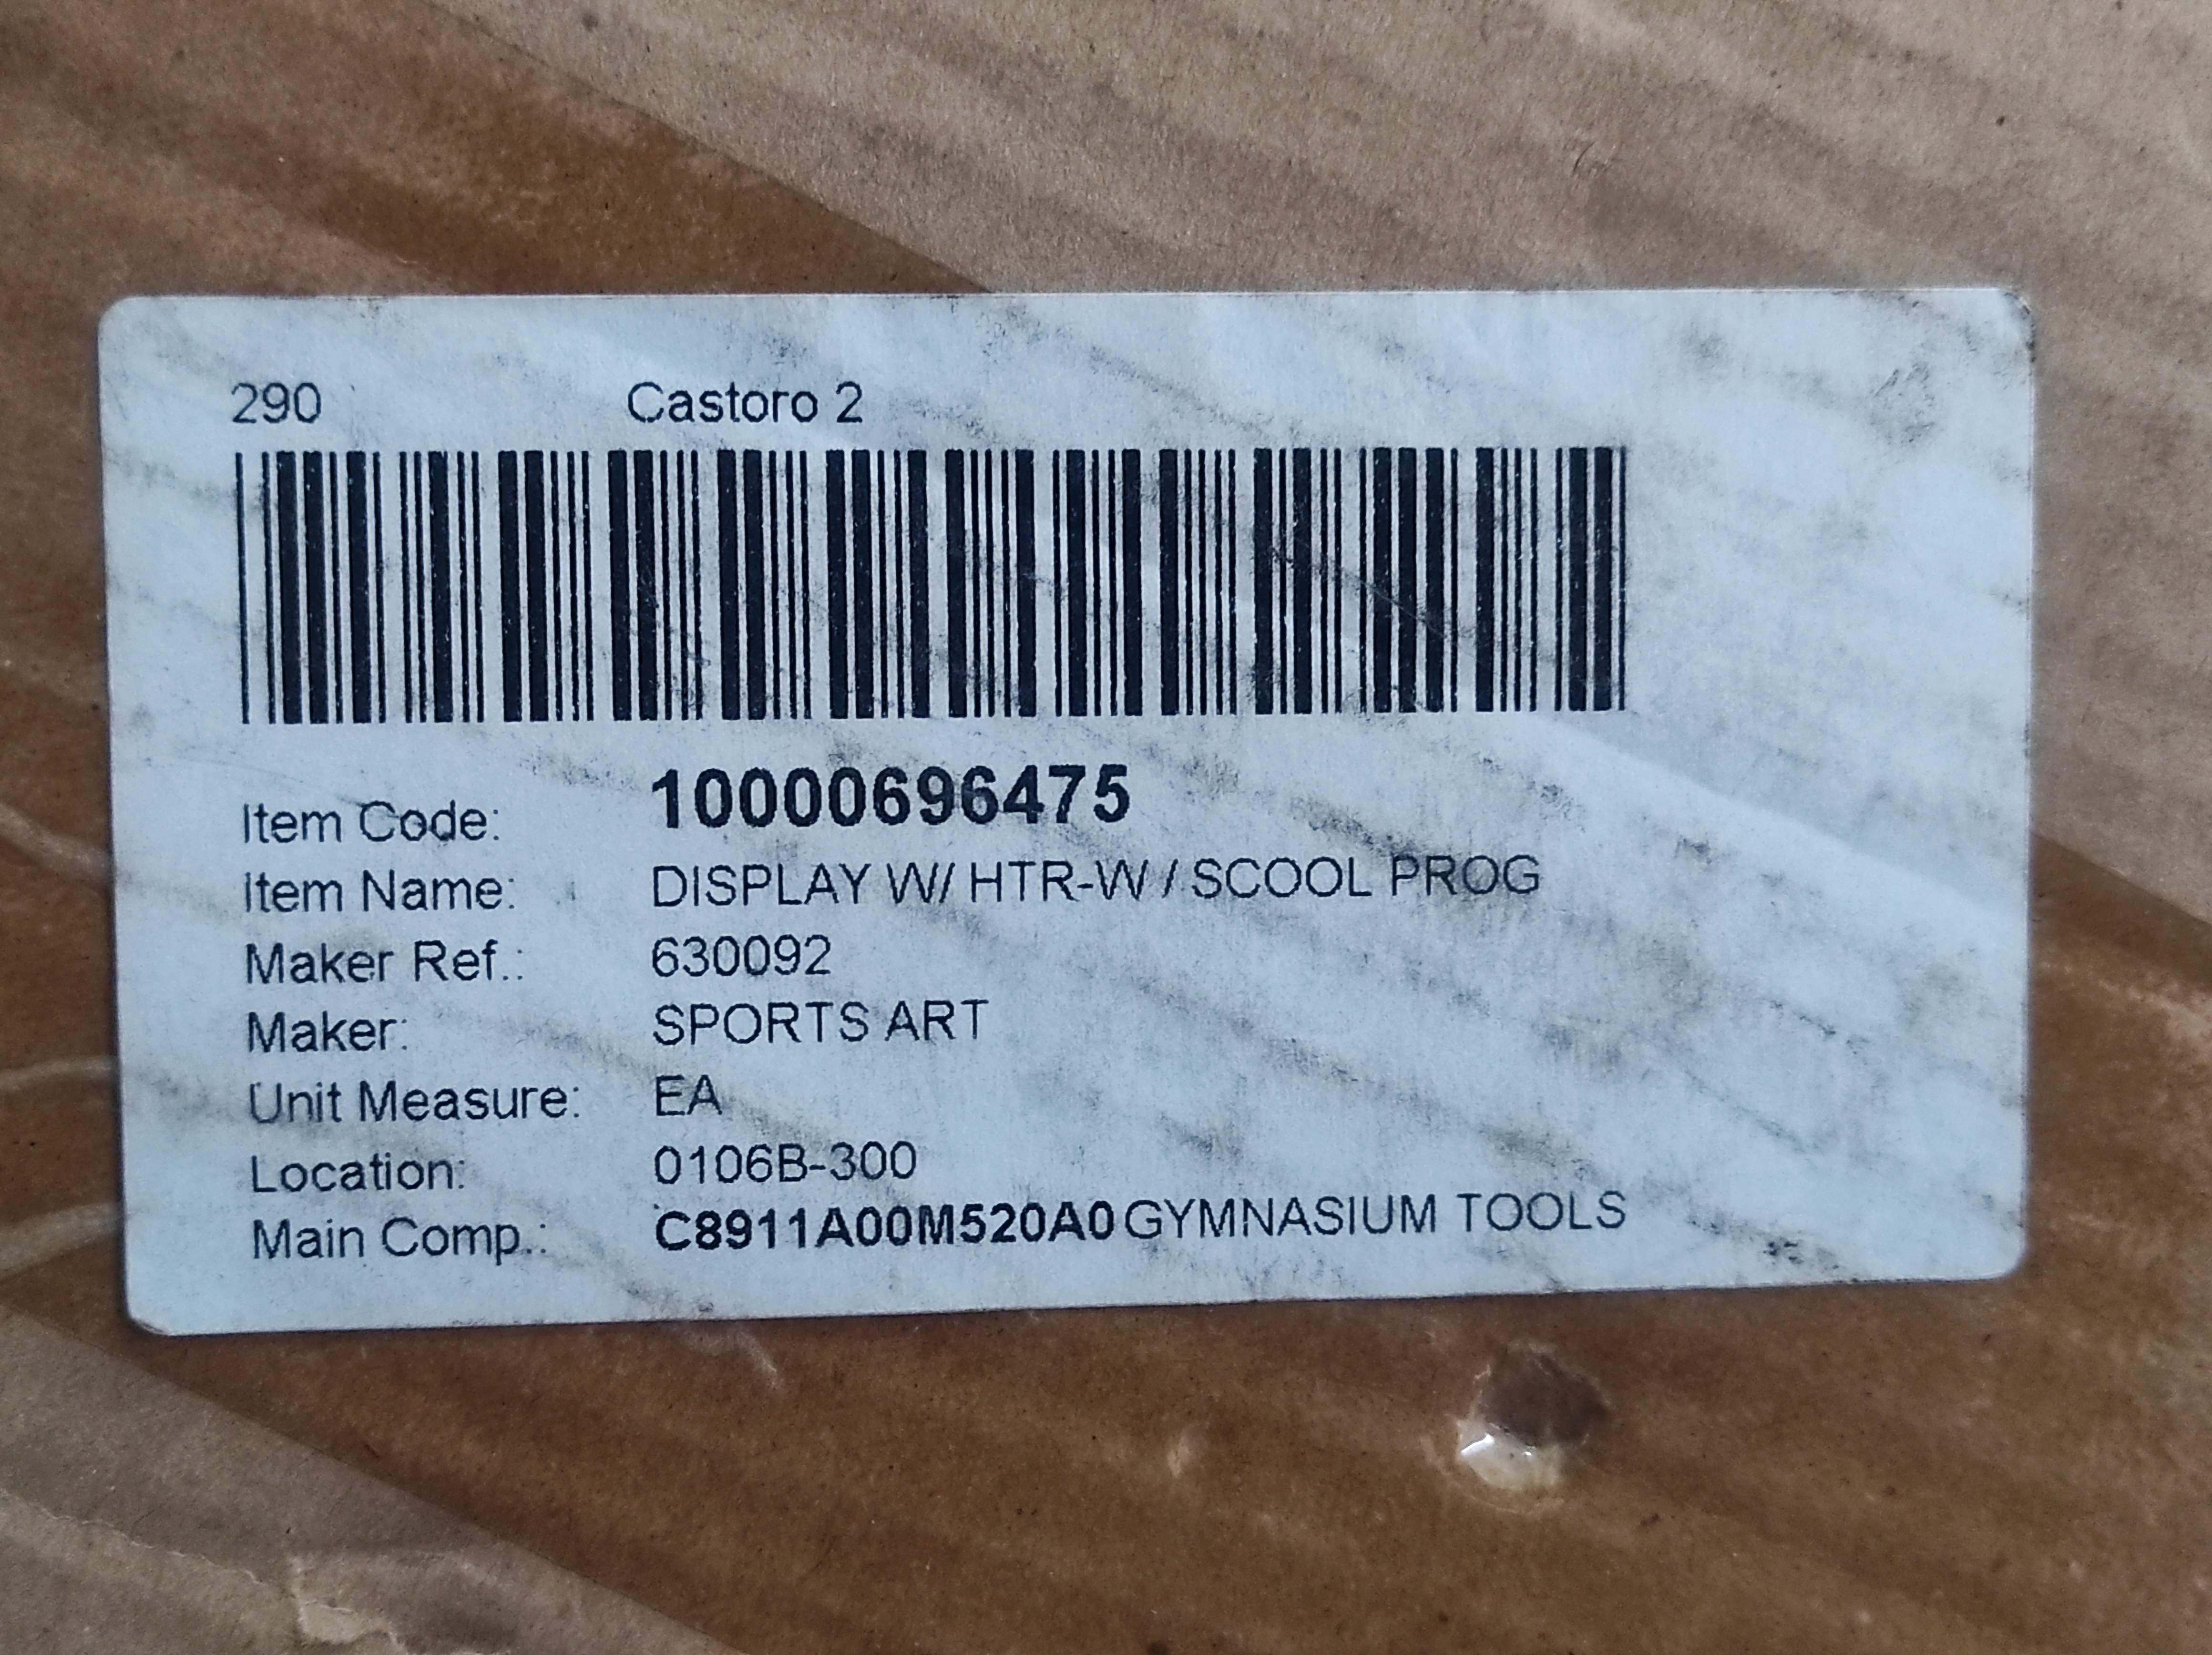 290 Castoro 2
Item Code: 10000696475
Item Name: DISPLAY W/ HTR-W / SCOOL PROG
Maker Ref.: 630092
Maker: SPORTS ART
Unit Measure: EA
Location: 0106B-300
Main Comp.: C8911A00M520A0 GYMNASIUM TOOLS